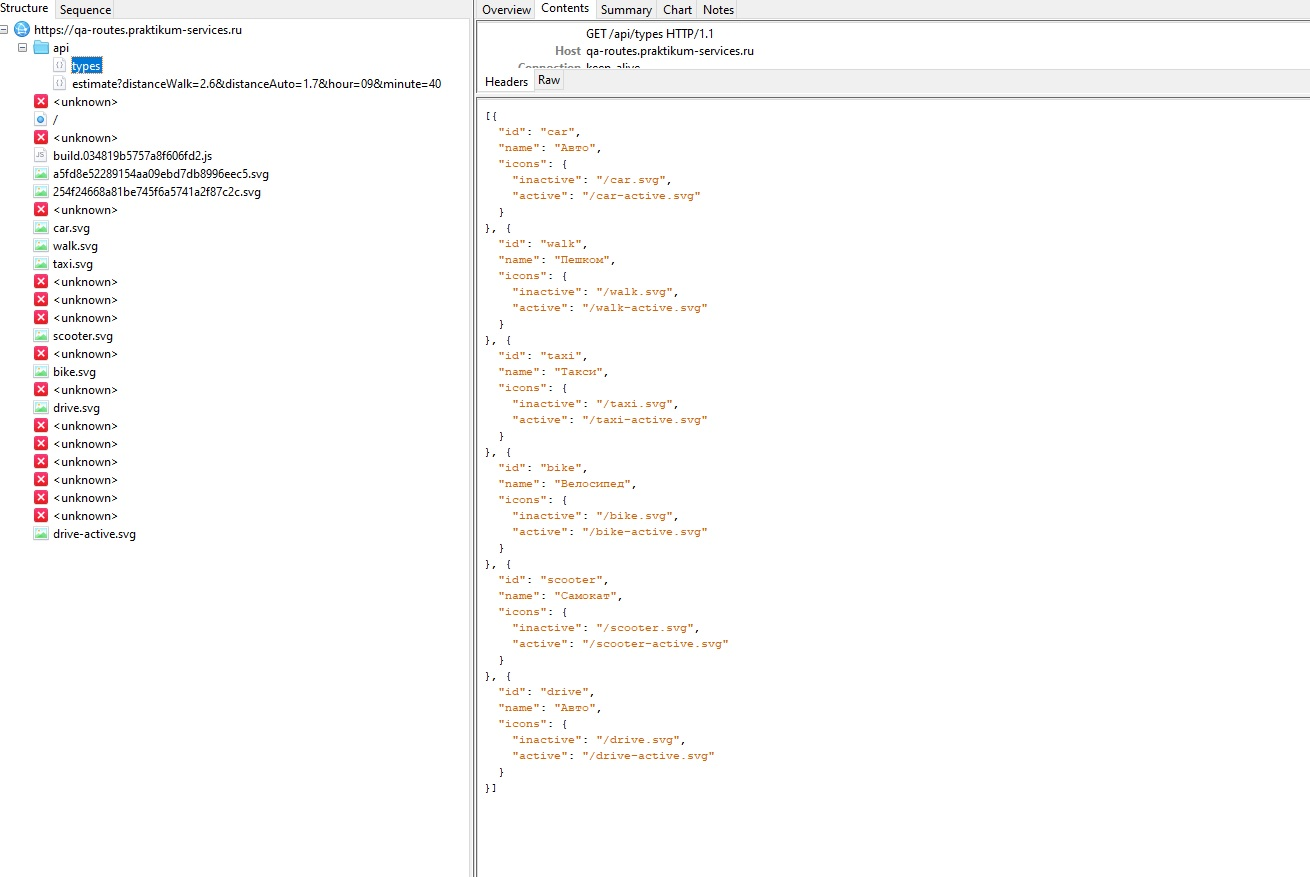 Structure Sequence
https://qa-routes.praktikum-services.ru
api
types
estimate?distanceWalk=2.6&distanceAuto=1.7&hour=09&minute=40
<unknown>
/
<unknown>
build.034819b5757a8f606fd2.js
a5fd8e52289154aa09ebd7db8996eec5.svg
254f24668a81be745f6a5741a2f87c2c.svg
<unknown>
car.svg
walk.svg
taxi.svg
<unknown>
<unknown>
<unknown>
scooter.svg
<unknown>
bike.svg
<unknown>
drive.svg
<unknown>
<unknown>
<unknown>
<unknown>
<unknown>
<unknown>
drive-active.svg
Overview Contents Summary Chart Notes
GET /api/types HTTP/1.1
Host qa-routes.praktikum-services.ru
Connection keep-alive
Headers Raw
[{
"id": "car",
"name": "Авто",
"icons": {
"inactive": "/car.svg",
"active": "/car-active.svg"
}
}, {
"id": "walk",
"name": "Пешком",
"icons": {
"inactive": "/walk.svg",
"active": "/walk-active.svg"
}
}, {
"id": "taxi",
"name": "Такси",
"icons": {
"inactive": "/taxi.svg",
"active": "/taxi-active.svg"
}
}, {
"id": "bike",
"name": "Велосипед",
"icons": {
"inactive": "/bike.svg",
"active": "/bike-active.svg"
}
}, {
"id": "scooter",
"name": "Самокат",
"icons": {
"inactive": "/scooter.svg",
"active": "/scooter-active.svg"
}
}, {
"id": "drive",
"name": "Авто",
"icons": {
"inactive": "/drive.svg",
"active": "/drive-active.svg"
}
}]